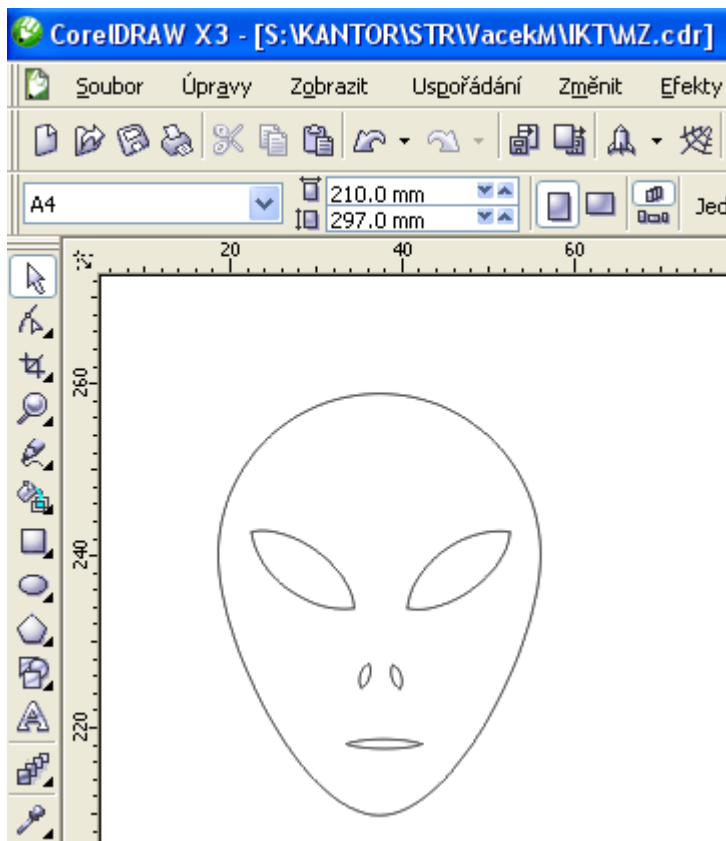 CorelDRAW X3 - [S:\KANTOR\STR\VacekM\IKT\MZ.cdr]
Soubor Úpravy Zobrazit Uspořádání Změnit Efekty
A4 210.0 mm Jed
297.0 mm
20 40 60
260
240
220